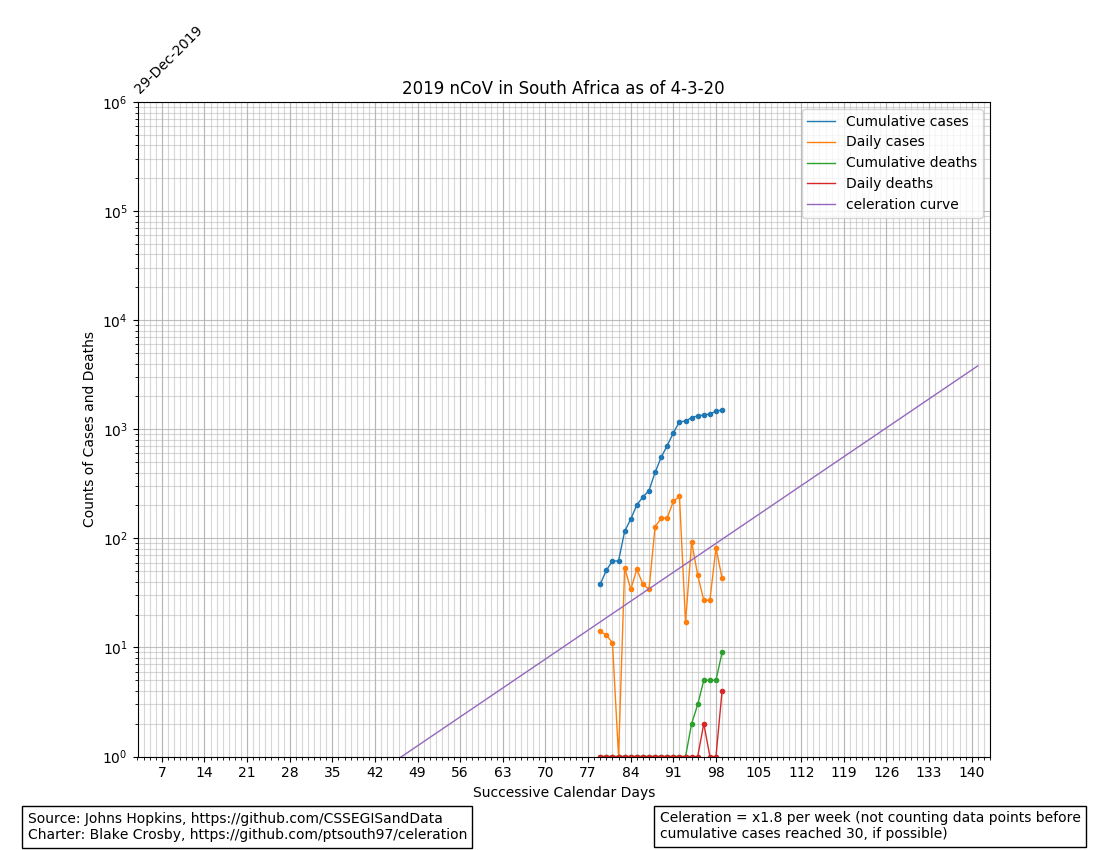 29-Dec-2019
2019 nCoV in South Africa as of 4-3-20
Cumulative cases
Daily cases
Cumulative deaths
Daily deaths
celeration curve
Counts of Cases and Deaths
10^6
10^5
10^4
10^3
10^2
10^1
10^0
7 14 21 28 35 42 49 56 63 70 77 84 91 98 105 112 119 126 133 140
Successive Calendar Days
Source: Johns Hopkins, https://github.com/CSSEGISandData
Charter: Blake Crosby, https://github.com/ptsouth97/celeration
Celeration = x1.8 per week (not counting data points before
cumulative cases reached 30, if possible)